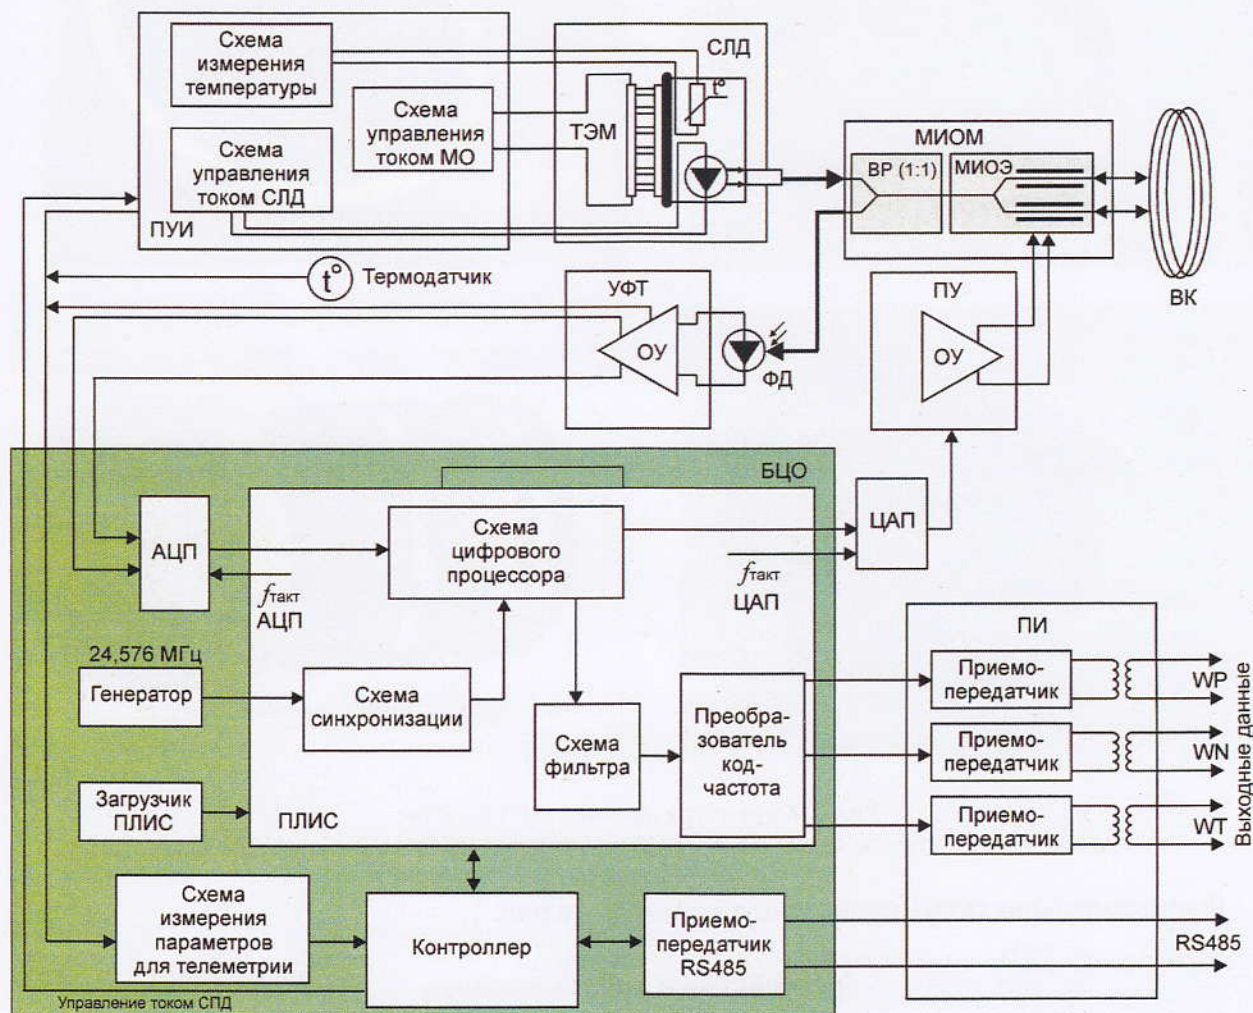 Схема
измерения
температуры
Схема
управления
током МО
Схема
управления
током СЛД
ПУИ
СЛД
ТЭМ
t°
МИОМ
ВР (1:1)
МИОЭ
ВК
t°
Термодатчик
УФТ
ОУ
ФД
ПУ
ОУ
БЦО
АЦП
fтакт
АЦП
Схема
цифрового
процессора
fтакт
ЦАП
ЦАП
24,576 МГц
Генератор
Схема
синхронизации
Схема
фильтра
Преобра-
зователь
код-
частота
Загрузчик
ПЛИС
ПЛИС
ПИ
Приемо-
передатчик
WP
Приемо-
передатчик
WN
Приемо-
передатчик
WT
Выходные данные
Схема
измерения
параметров
для телеметрии
Контроллер
Приемо-
передатчик
RS485
RS485
Управление током СПД